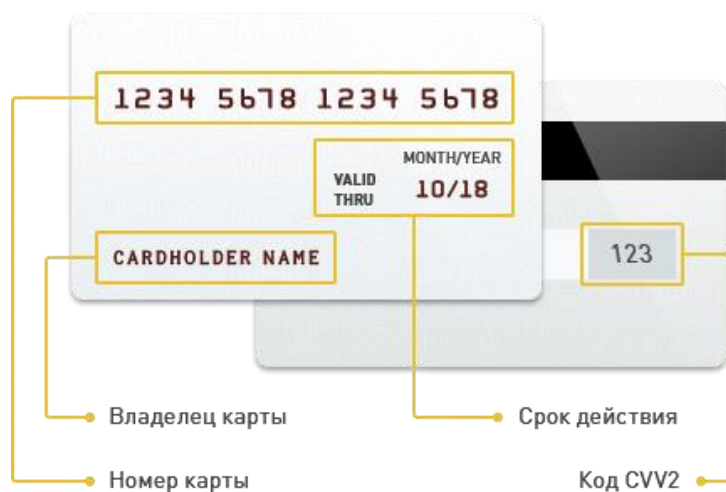 1234 5678 1234 5678
MONTH/YEAR
VALID THRU
10/18
CARDHOLDER NAME
123
Владелец карты
Срок действия
Номер карты
Код CVV2